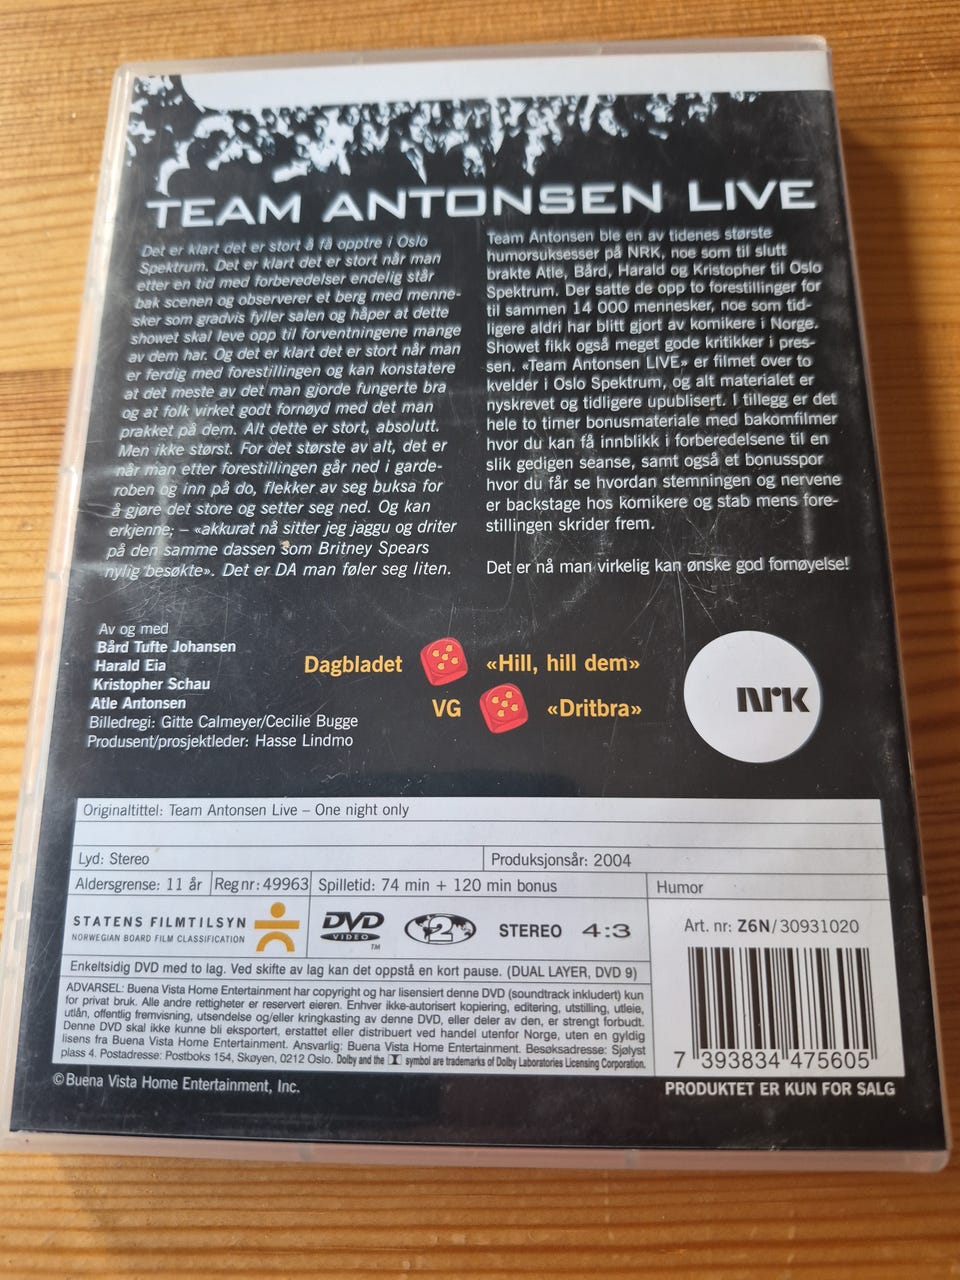 TEAM ANTONSEN LIVE
Det er klart det er stort å få opptre i Oslo
Spektrum. Det er klart det er stort når man
etter en tid med forberedelser endelig står
bak scenen og observerer et berg med menne-
sker som gradvis fyller salen og håper at dette
showet skal leve opp til forventningene mange
av dem har. Og det er klart det er stort når man
er ferdig med forestillingen og kan konstatere
at det meste av det man gjorde fungerte bra
og at folk virket godt fornøyd med det man
prakket på dem. Alt dette er stort, absolutt.
Men ikke størst. For det største av alt, det er
når man etter forestillingen går ned i garde-
roben og inn på do, flekker av seg buksa for
å gjøre det store og setter seg ned. Og kan
erkjenne; – «akkurat nå sitter jeg jaggu og driter
på den samme dassen som Britney Spears
nylig besøkte». Det er DA man føler seg liten.
Team Antonsen ble en av tidenes største
humorsuksesser på NRK, noe som til slutt
brakte Atle, Bård, Harald og Kristopher til Oslo
Spektrum. Der satte de opp to forestillinger for
til sammen 14 000 mennesker, noe som tid-
ligere aldri har blitt gjort av komikere i Norge.
Showet fikk også meget gode kritikker i pres-
sen. «Team Antonsen LIVE» er filmet over to
kvelder i Oslo Spektrum, og alt materialet er
nyskrevet og tidligere upublisert. I tillegg er det
hele to timer bonusmateriale med bakomfilmer
hvor du kan få innblikk i forberedelsene til en
slik gedigen seanse, samt også et bonusspor
hvor du får se hvordan stemningen og nervene
er backstage hos komikere og stab mens fore-
stillingen skrider frem.
Det er nå man virkelig kan ønske god fornøyelse!
Av og med
Bård Tufte Johansen
Harald Eia
Kristopher Schau
Atle Antonsen
Billedregi: Gitte Calmeyer/Cecilie Bugge
Produsent/prosjektleder: Hasse Lindmo
Dagbladet «Hill, hill dem»
VG «Dritbra»
NRK
Originaltittel: Team Antonsen Live – One night only
Lyd: Stereo Produksjonsår: 2004
Aldersgrense: 11 år Reg nr: 49963 Spilletid: 74 min + 120 min bonus Humor
STATENS FILMTILSYN
NORWEGIAN BOARD FILM CLASSIFICATION
DVD
VIDEO
TM
2
STEREO 4:3
Art. nr: Z6N/30931020
Enkeltsidig DVD med to lag. Ved skifte av lag kan det oppstå en kort pause. (DUAL LAYER, DVD 9)
ADVARSEL: Buena Vista Home Entertainment har copyright og har lisensiert denne DVD (soundtrack inkludert) kun
for privat bruk. Alle andre rettigheter er reservert eieren. Enhver ikke-autorisert kopiering, editering, utstilling, utleie,
utlån, offentlig fremvisning, utsendelse og/eller kringkasting av denne DVD, eller deler av den, er strengt forbudt.
Denne DVD skal ikke kunne bli eksportert, erstattet eller distribuert ved handel utenfor Norge, uten en gyldig
lisens fra Buena Vista Home Entertainment. Ansvarlig: Buena Vista Home Entertainment. Besøksadresse: Sjølyst
plass 4. Postadresse: Postboks 154, Skøyen, 0212 Oslo. Dolby and the symbol are trademarks of Dolby Laboratories Licensing Corporation.
7 393834 475605
© Buena Vista Home Entertainment, Inc.
PRODUKTET ER KUN FOR SALG